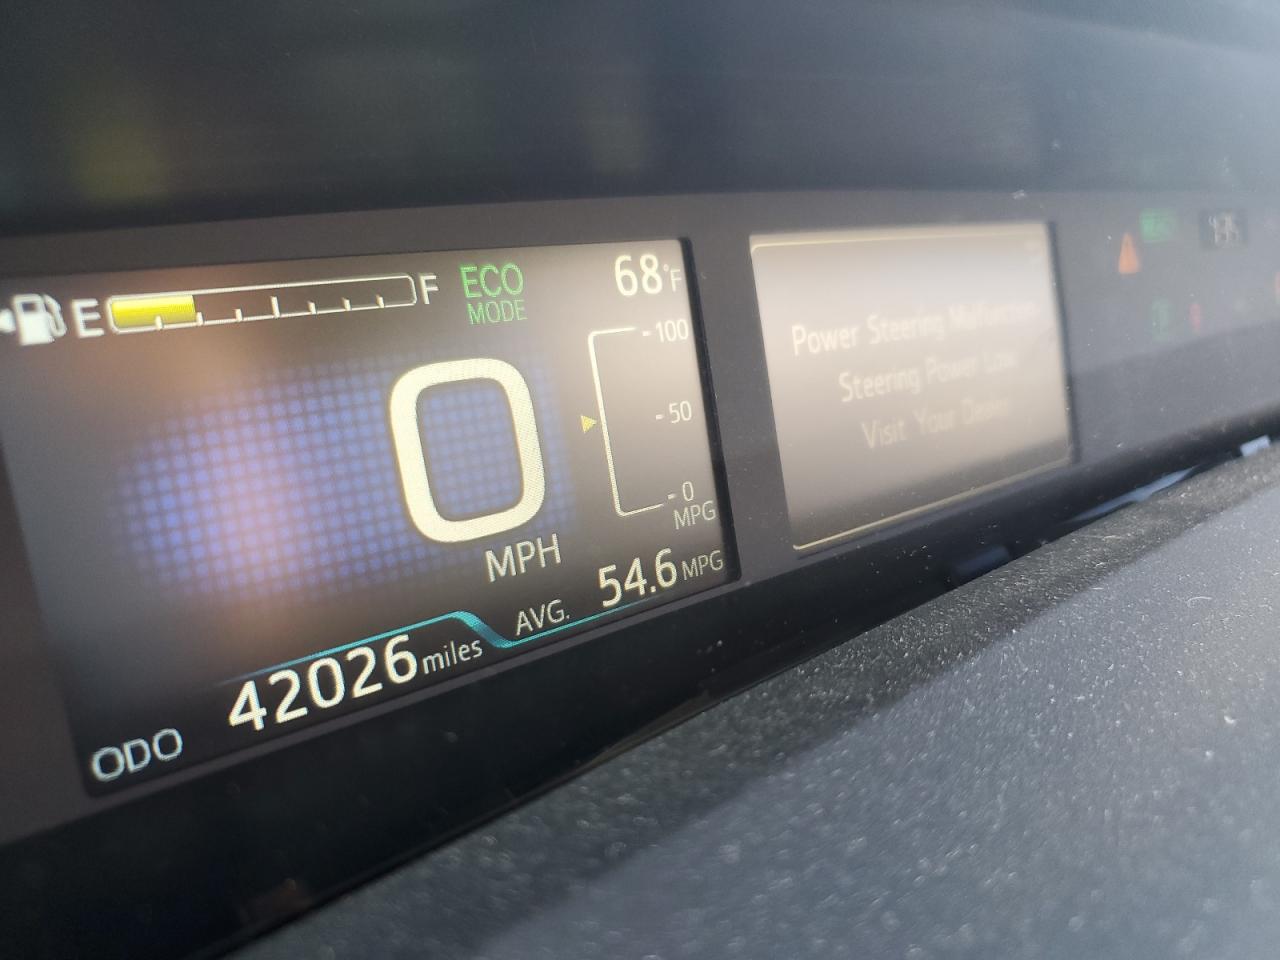 E F
ECO
MODE
68°F
100
50
0
MPG
0
MPH
AVG. 54.6 MPG
ODO 42026 miles
Power Steering Malfunction
Steering Power Low
Visit Your Dealer